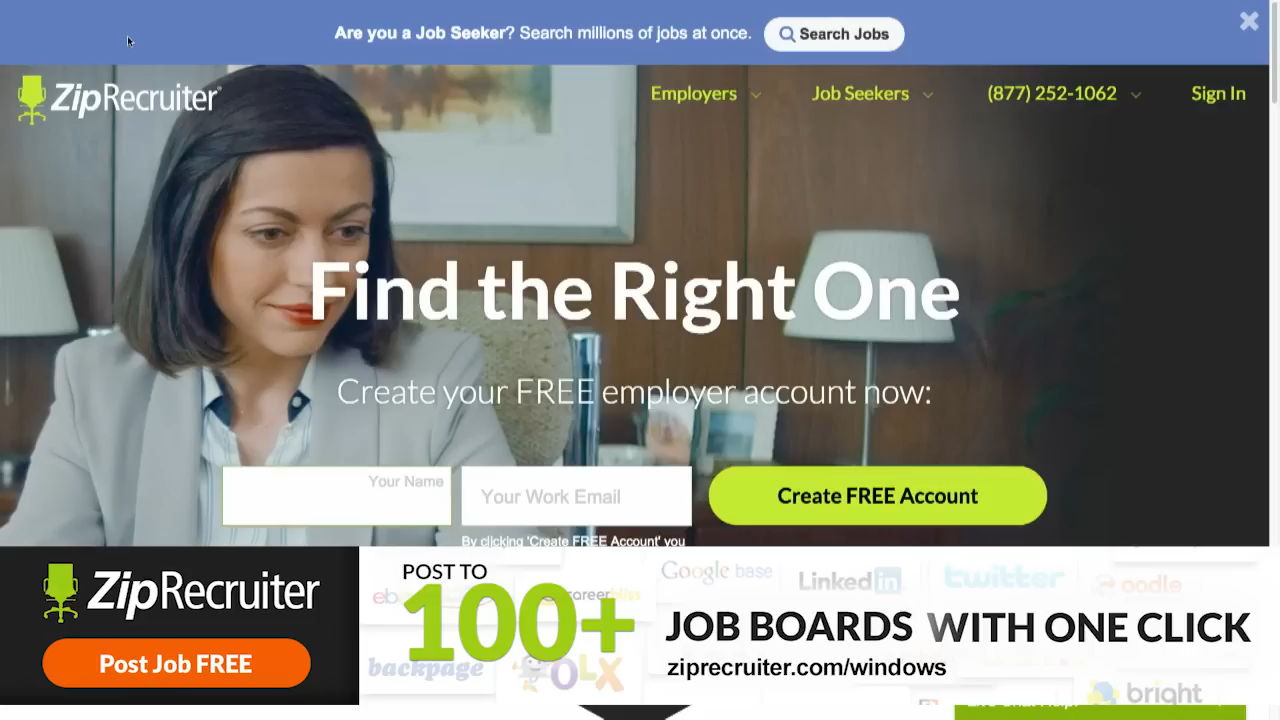 Are you a Job Seeker? Search millions of jobs at once.
Search Jobs
ZipRecruiter
Employers
Job Seekers
(877) 252-1062
Sign In
Find the Right One
Create your FREE employer account now:
Your Name
Your Work Email
Create FREE Account
By clicking 'Create FREE Account' you
ZipRecruiter
Post Job FREE
POST TO
100+
JOB BOARDS WITH ONE CLICK
ziprecruiter.com/windows
Google base
LinkedIn
twitter
oodle
careerbliss
backpage
OLX
bright